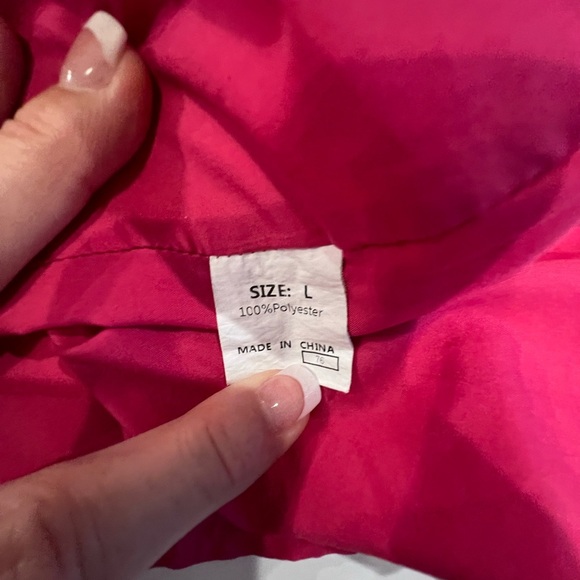 SIZE: L
100%Polyester
MADE IN CHINA
76